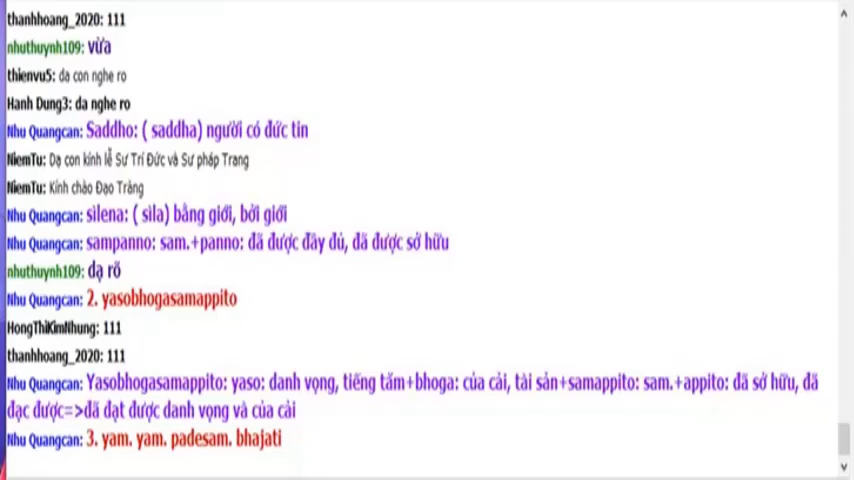 thanhhoang_2020: 111
nhuthuynh109: vừa
thienvu5: da con nghe ro
Hanh Dung3: da nghe ro
Nhu Quangcan: Saddho: ( saddha) người có đức tin
NiemTu: Dạ con kính lễ Sư Trí Đức và Sư pháp Trang
NiemTu: Kính chào Đạo Tràng
Nhu Quangcan: sìlena: ( sìla) bằng giới, bởi giới
Nhu Quangcan: sampanno: sam.+panno: đã được đầy đủ, đã được sở hữu
nhuthuynh109: dạ rõ
Nhu Quangcan: 2. yasobhogasamappito
HongThiKimNhung: 111
thanhhoang_2020: 111
Nhu Quangcan: Yasobhogasamappito: yaso: danh vọng, tiếng tăm+bhoga: của cải, tài sản+samappito: sam.+appito: đã sở hữu, đã
đạc được=>đã đạt được danh vọng và của cải
Nhu Quangcan: 3. yam. yam. padesam. bhajati